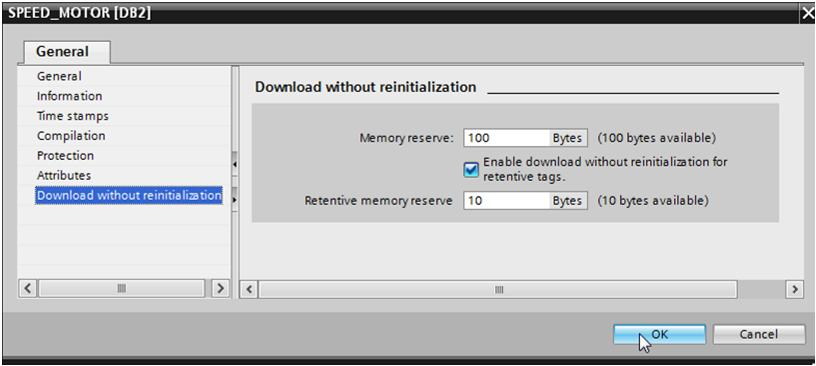 SPEED_MOTOR [DB2]
General
General
Information
Time stamps
Compilation
Protection
Attributes
Download without reinitialization
Download without reinitialization
Memory reserve: 100 Bytes (100 bytes available)
Enable download without reinitialization for
retentive tags.
Retentive memory reserve 10 Bytes (10 bytes available)
OK Cancel